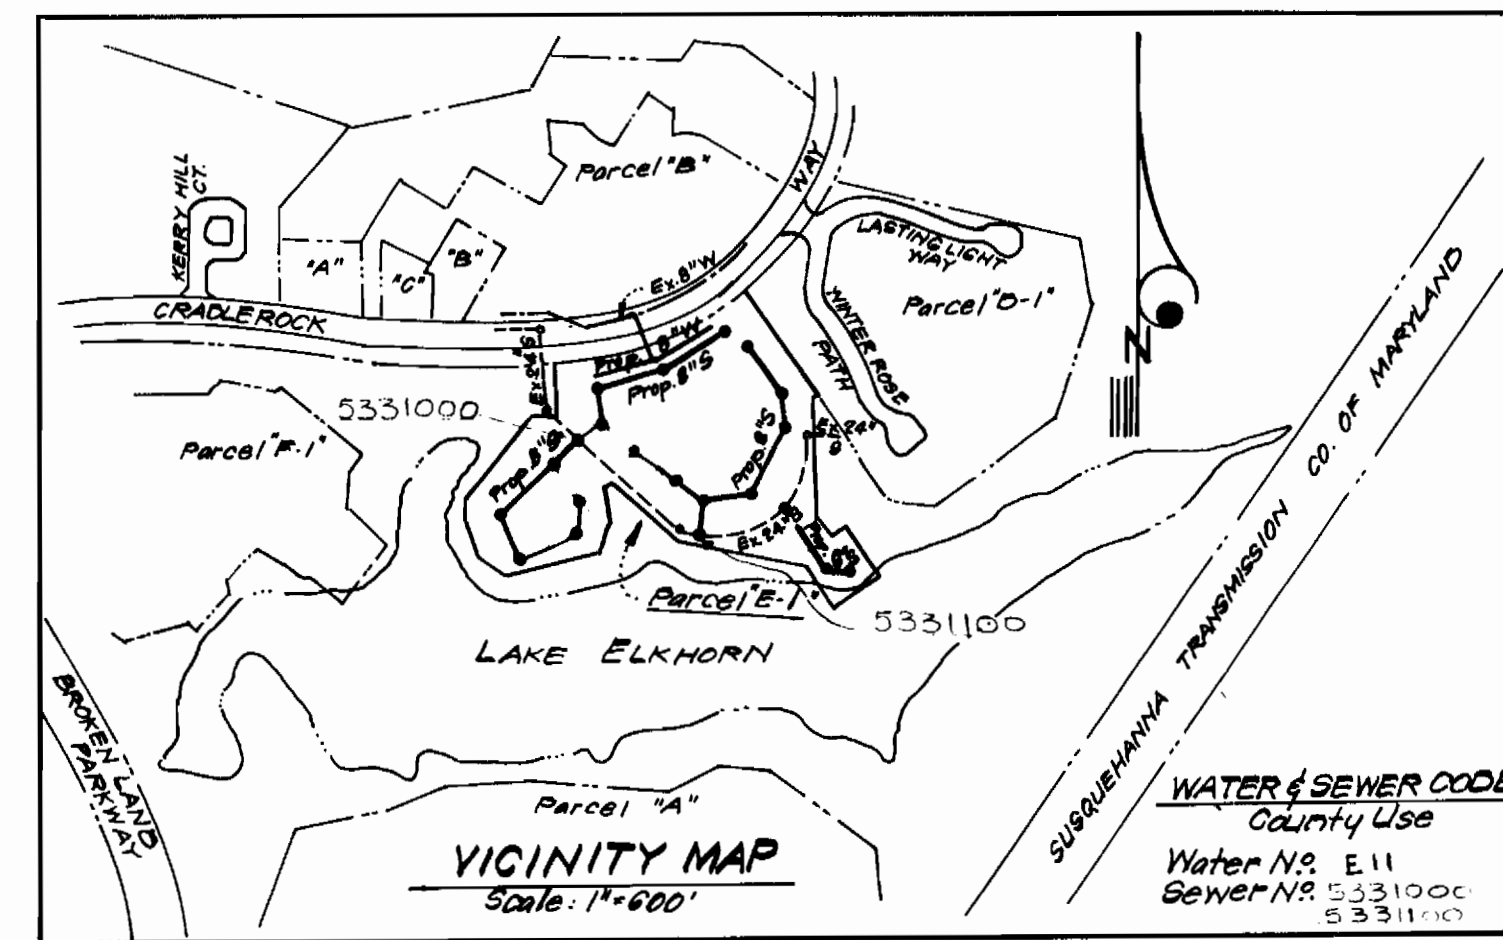 KERRY HILL
CT.
Parcel "B"
WAY
"A"
"C"
"B"
LASTING LIGHT
WAY
Ex. 8" W
Parcel "D-1"
CRADLEROCK
WINTER ROSE
PATH
Prop. 8" W
Prop. 8" S
Ex. 24" S
5331000
Parcel "F-1"
Prop. 8" S
Prop. 8" S
Ex. 24"
S
Ex. 24" S
Prop. 8" S
Parcel "E-1"
5331100
LAKE ELKHORN
N
SUSQUEHANNA TRANSMISSION CO. OF MARYLAND
BROKEN LAND
PARKWAY
Parcel "A"
VICINITY MAP
Scale: 1"=600'
WATER & SEWER CODE
County Use
Water No. E11
Sewer No. 5331000
5331100